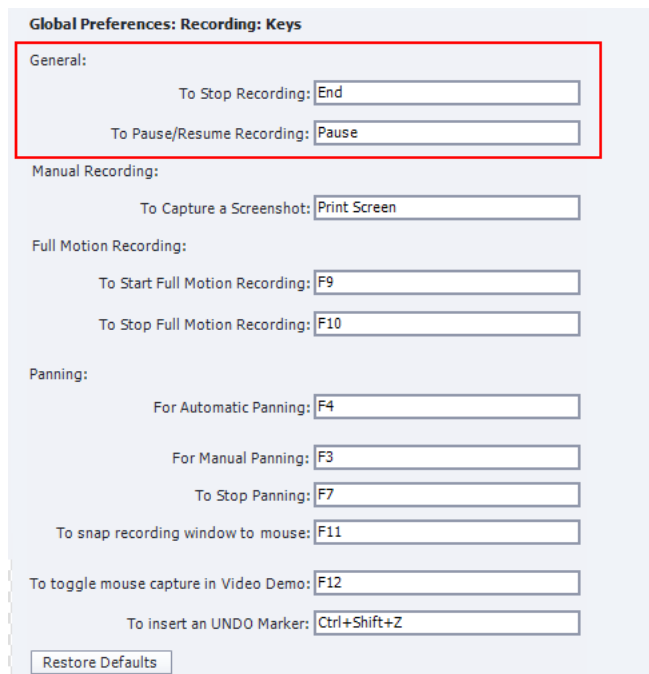 Global Preferences: Recording: Keys
General:
To Stop Recording: End
To Pause/Resume Recording: Pause
Manual Recording:
To Capture a Screenshot: Print Screen
Full Motion Recording:
To Start Full Motion Recording: F9
To Stop Full Motion Recording: F10
Panning:
For Automatic Panning: F4
For Manual Panning: F3
To Stop Panning: F7
To snap recording window to mouse: F11
To toggle mouse capture in Video Demo: F12
To insert an UNDO Marker: Ctrl+Shift+Z
Restore Defaults